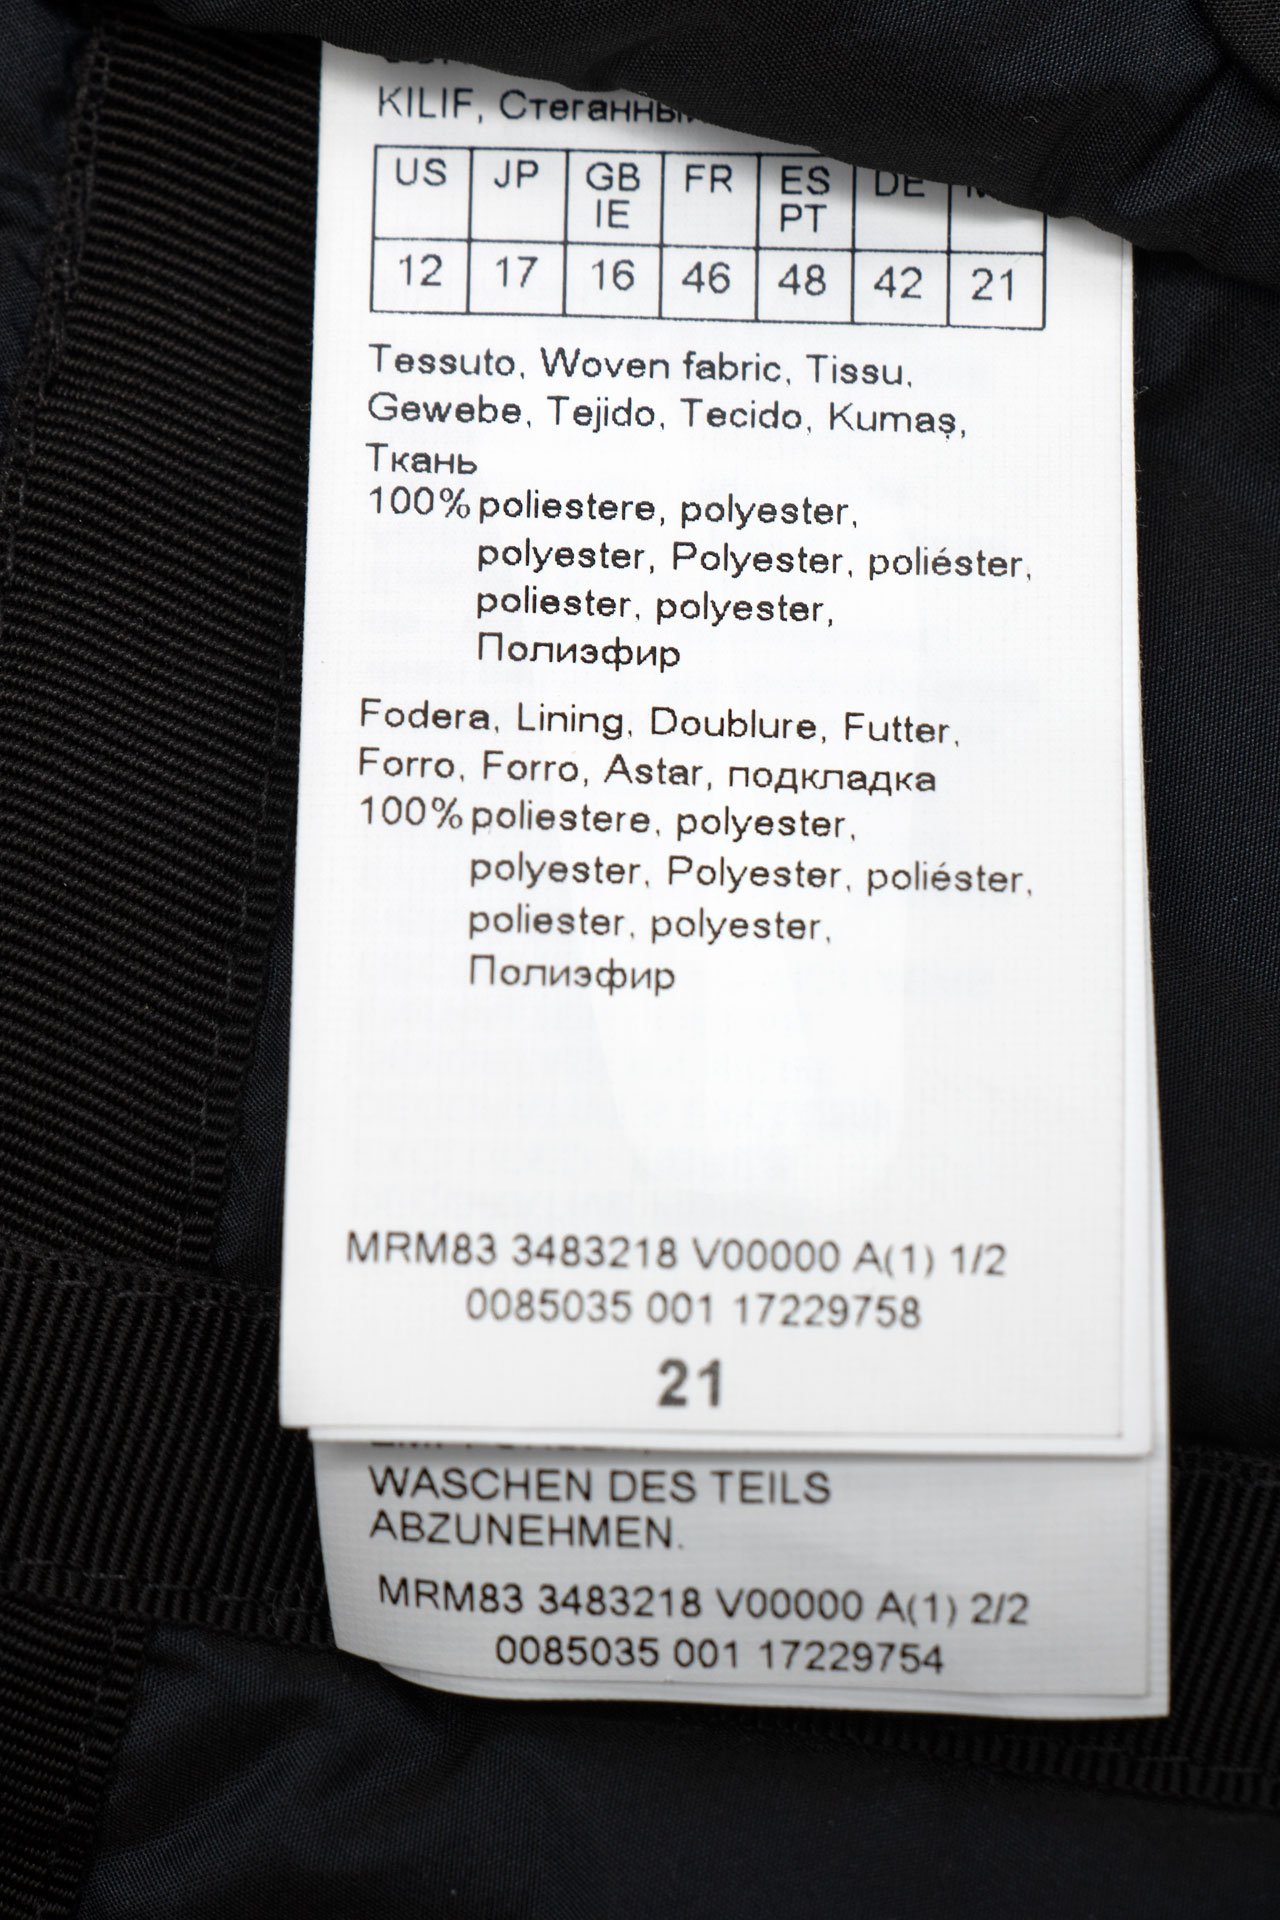 KILIF, Стеганный
US JP GB IE FR ES PT DE
12 17 16 46 48 42 21
Tessuto, Woven fabric, Tissu,
Gewebe, Tejido, Tecido, Kumaş,
Ткань
100% poliestere, polyester,
polyester, Polyester, poliéster,
poliester, polyester,
Полиэфир
Fodera, Lining, Doublure, Futter,
Forro, Forro, Astar, подкладка
100% poliestere, polyester,
polyester, Polyester, poliéster,
poliester, polyester,
Полиэфир
MRM83 3483218 V00000 A(1) 1/2
0085035 001 17229758
21
WASCHEN DES TEILS
ABZUNEHMEN.
MRM83 3483218 V00000 A(1) 2/2
0085035 001 17229754